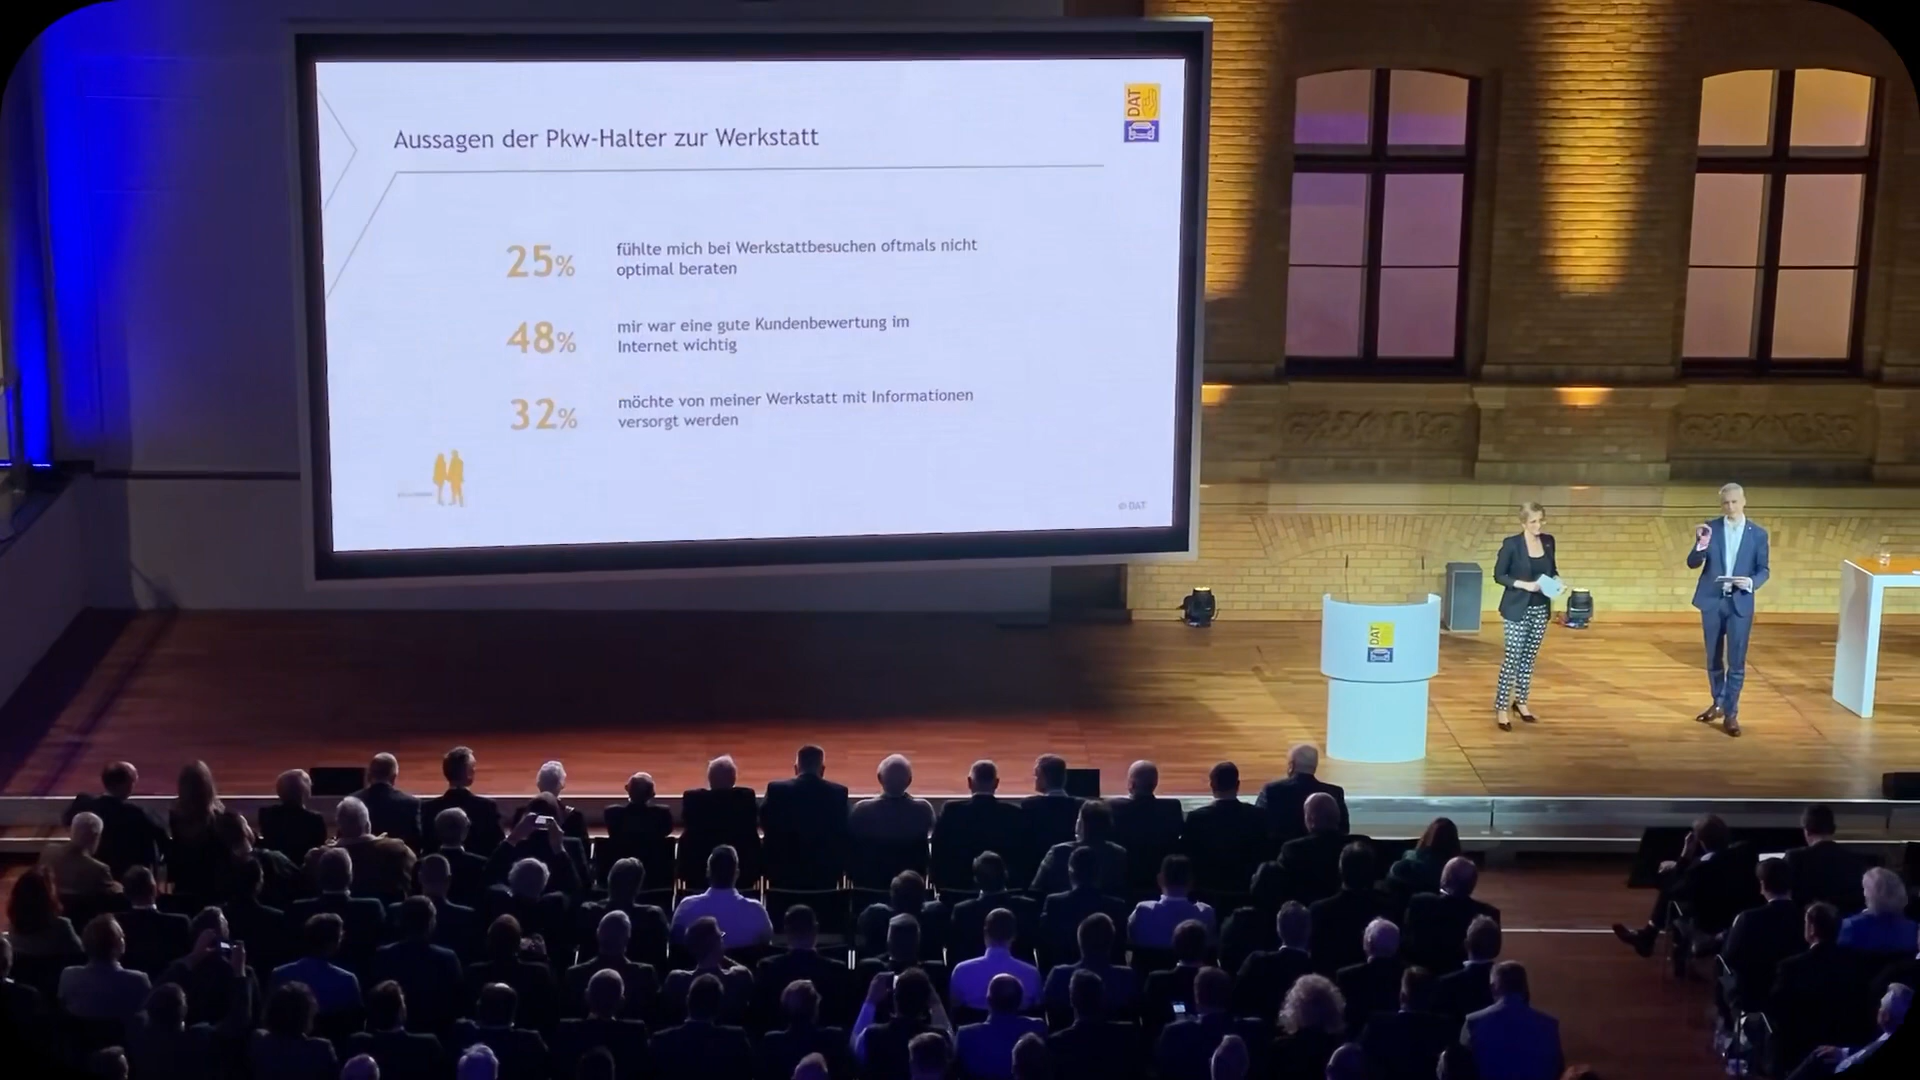 DAT
Aussagen der Pkw-Halter zur Werkstatt
25%
fühlte mich bei Werkstattbesuchen oftmals nicht
optimal beraten
48%
mir war eine gute Kundenbewertung im
Internet wichtig
32%
möchte von meiner Werkstatt mit Informationen
versorgt werden
© DAT
DAT